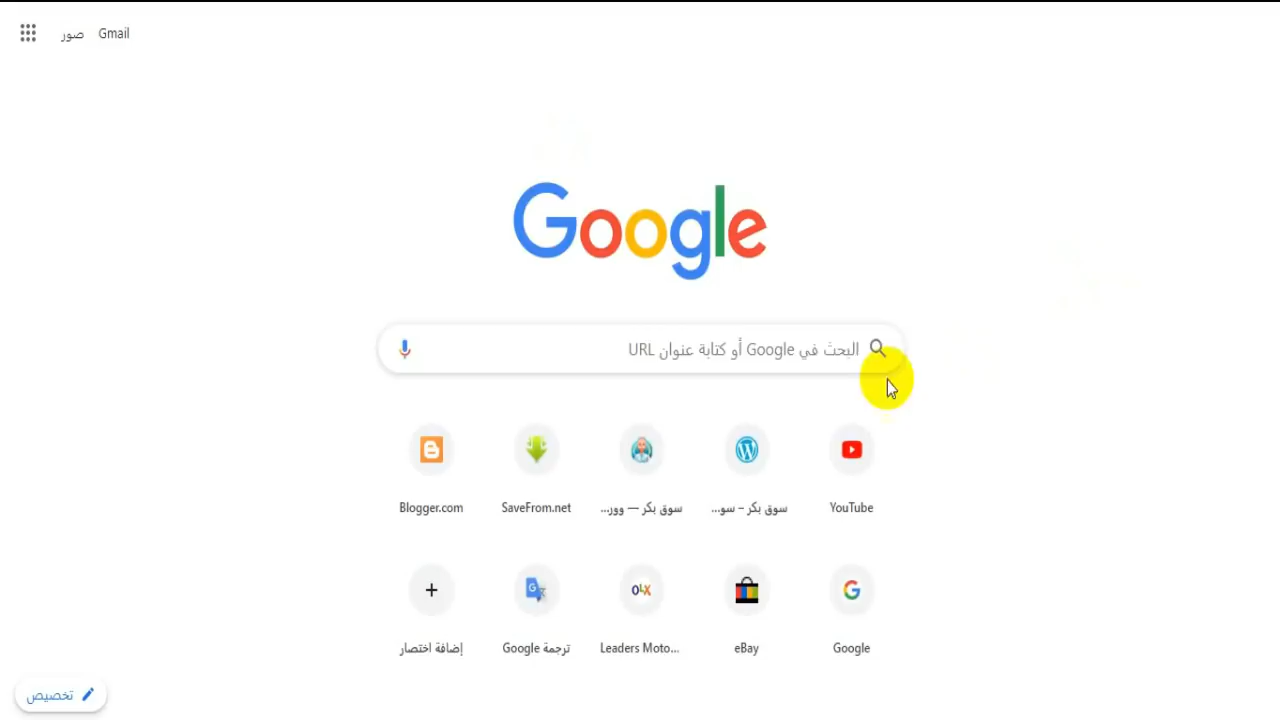 Gmail صور
Google
البحث في Google أو كتابة عنوان URL
YouTube
سوق بكر – سو...
سوق بكر — وور...
SaveFrom.net
Blogger.com
Google
eBay
OLX
Leaders Moto...
ترجمة Google
إضافة اختصار
تخصيص